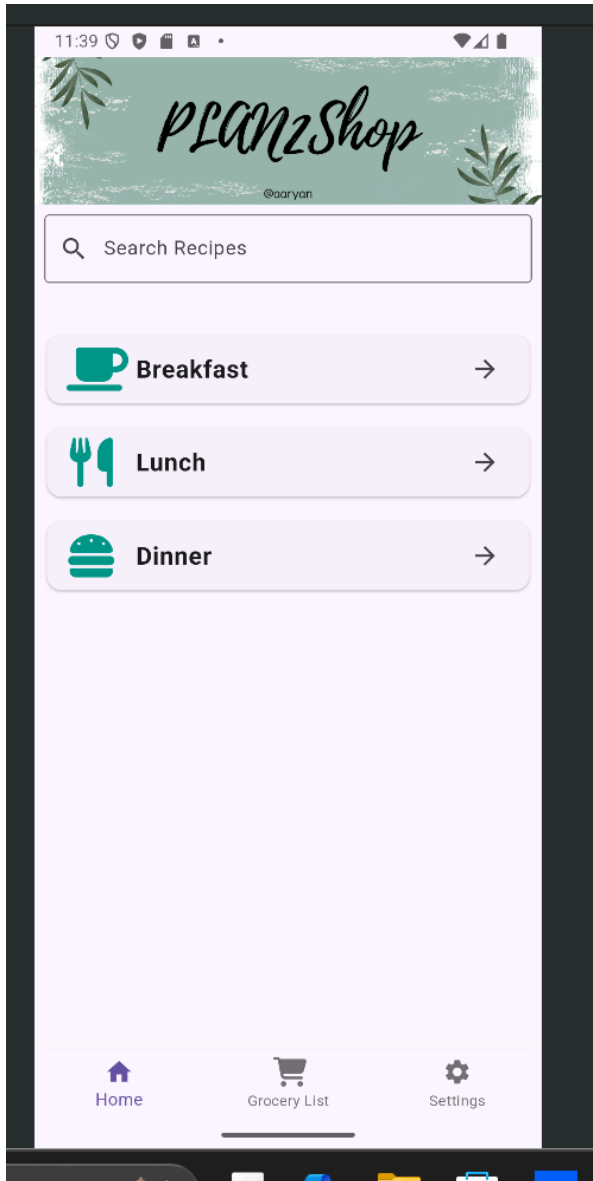 11:39
PLAN2Shop
@aaryan
Search Recipes
Breakfast
Lunch
Dinner
Home
Grocery List
Settings